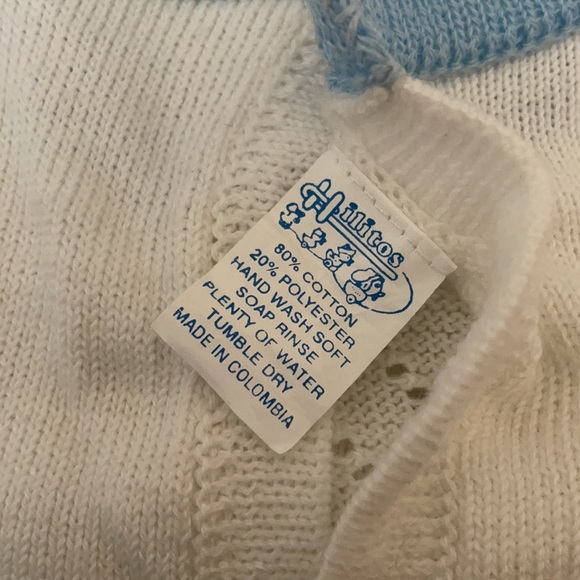 Hilitos
80% COTTON
20% POLYESTER
HAND WASH SOFT
SOAP RINSE
PLENTY OF WATER
TUMBLE DRY
MADE IN COLOMBIA